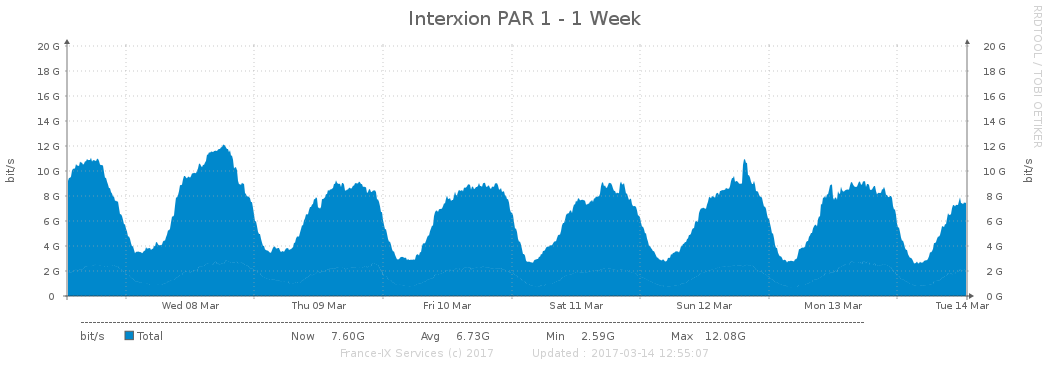 Interxion PAR 1 - 1 Week
RRDTOOL / TOBI OETIKER
bit/s
bit/s
20 G 20 G
18 G 18 G
16 G 16 G
14 G 14 G
12 G 12 G
10 G 10 G
8 G 8 G
6 G 6 G
4 G 4 G
2 G 2 G
0 0 G
Wed 08 Mar Thu 09 Mar Fri 10 Mar Sat 11 Mar Sun 12 Mar Mon 13 Mar Tue 14 Mar
bit/s Total Now 7.60G Avg 6.73G Min 2.59G Max 12.08G
France-IX Services (c) 2017 Updated : 2017-03-14 12:55:07